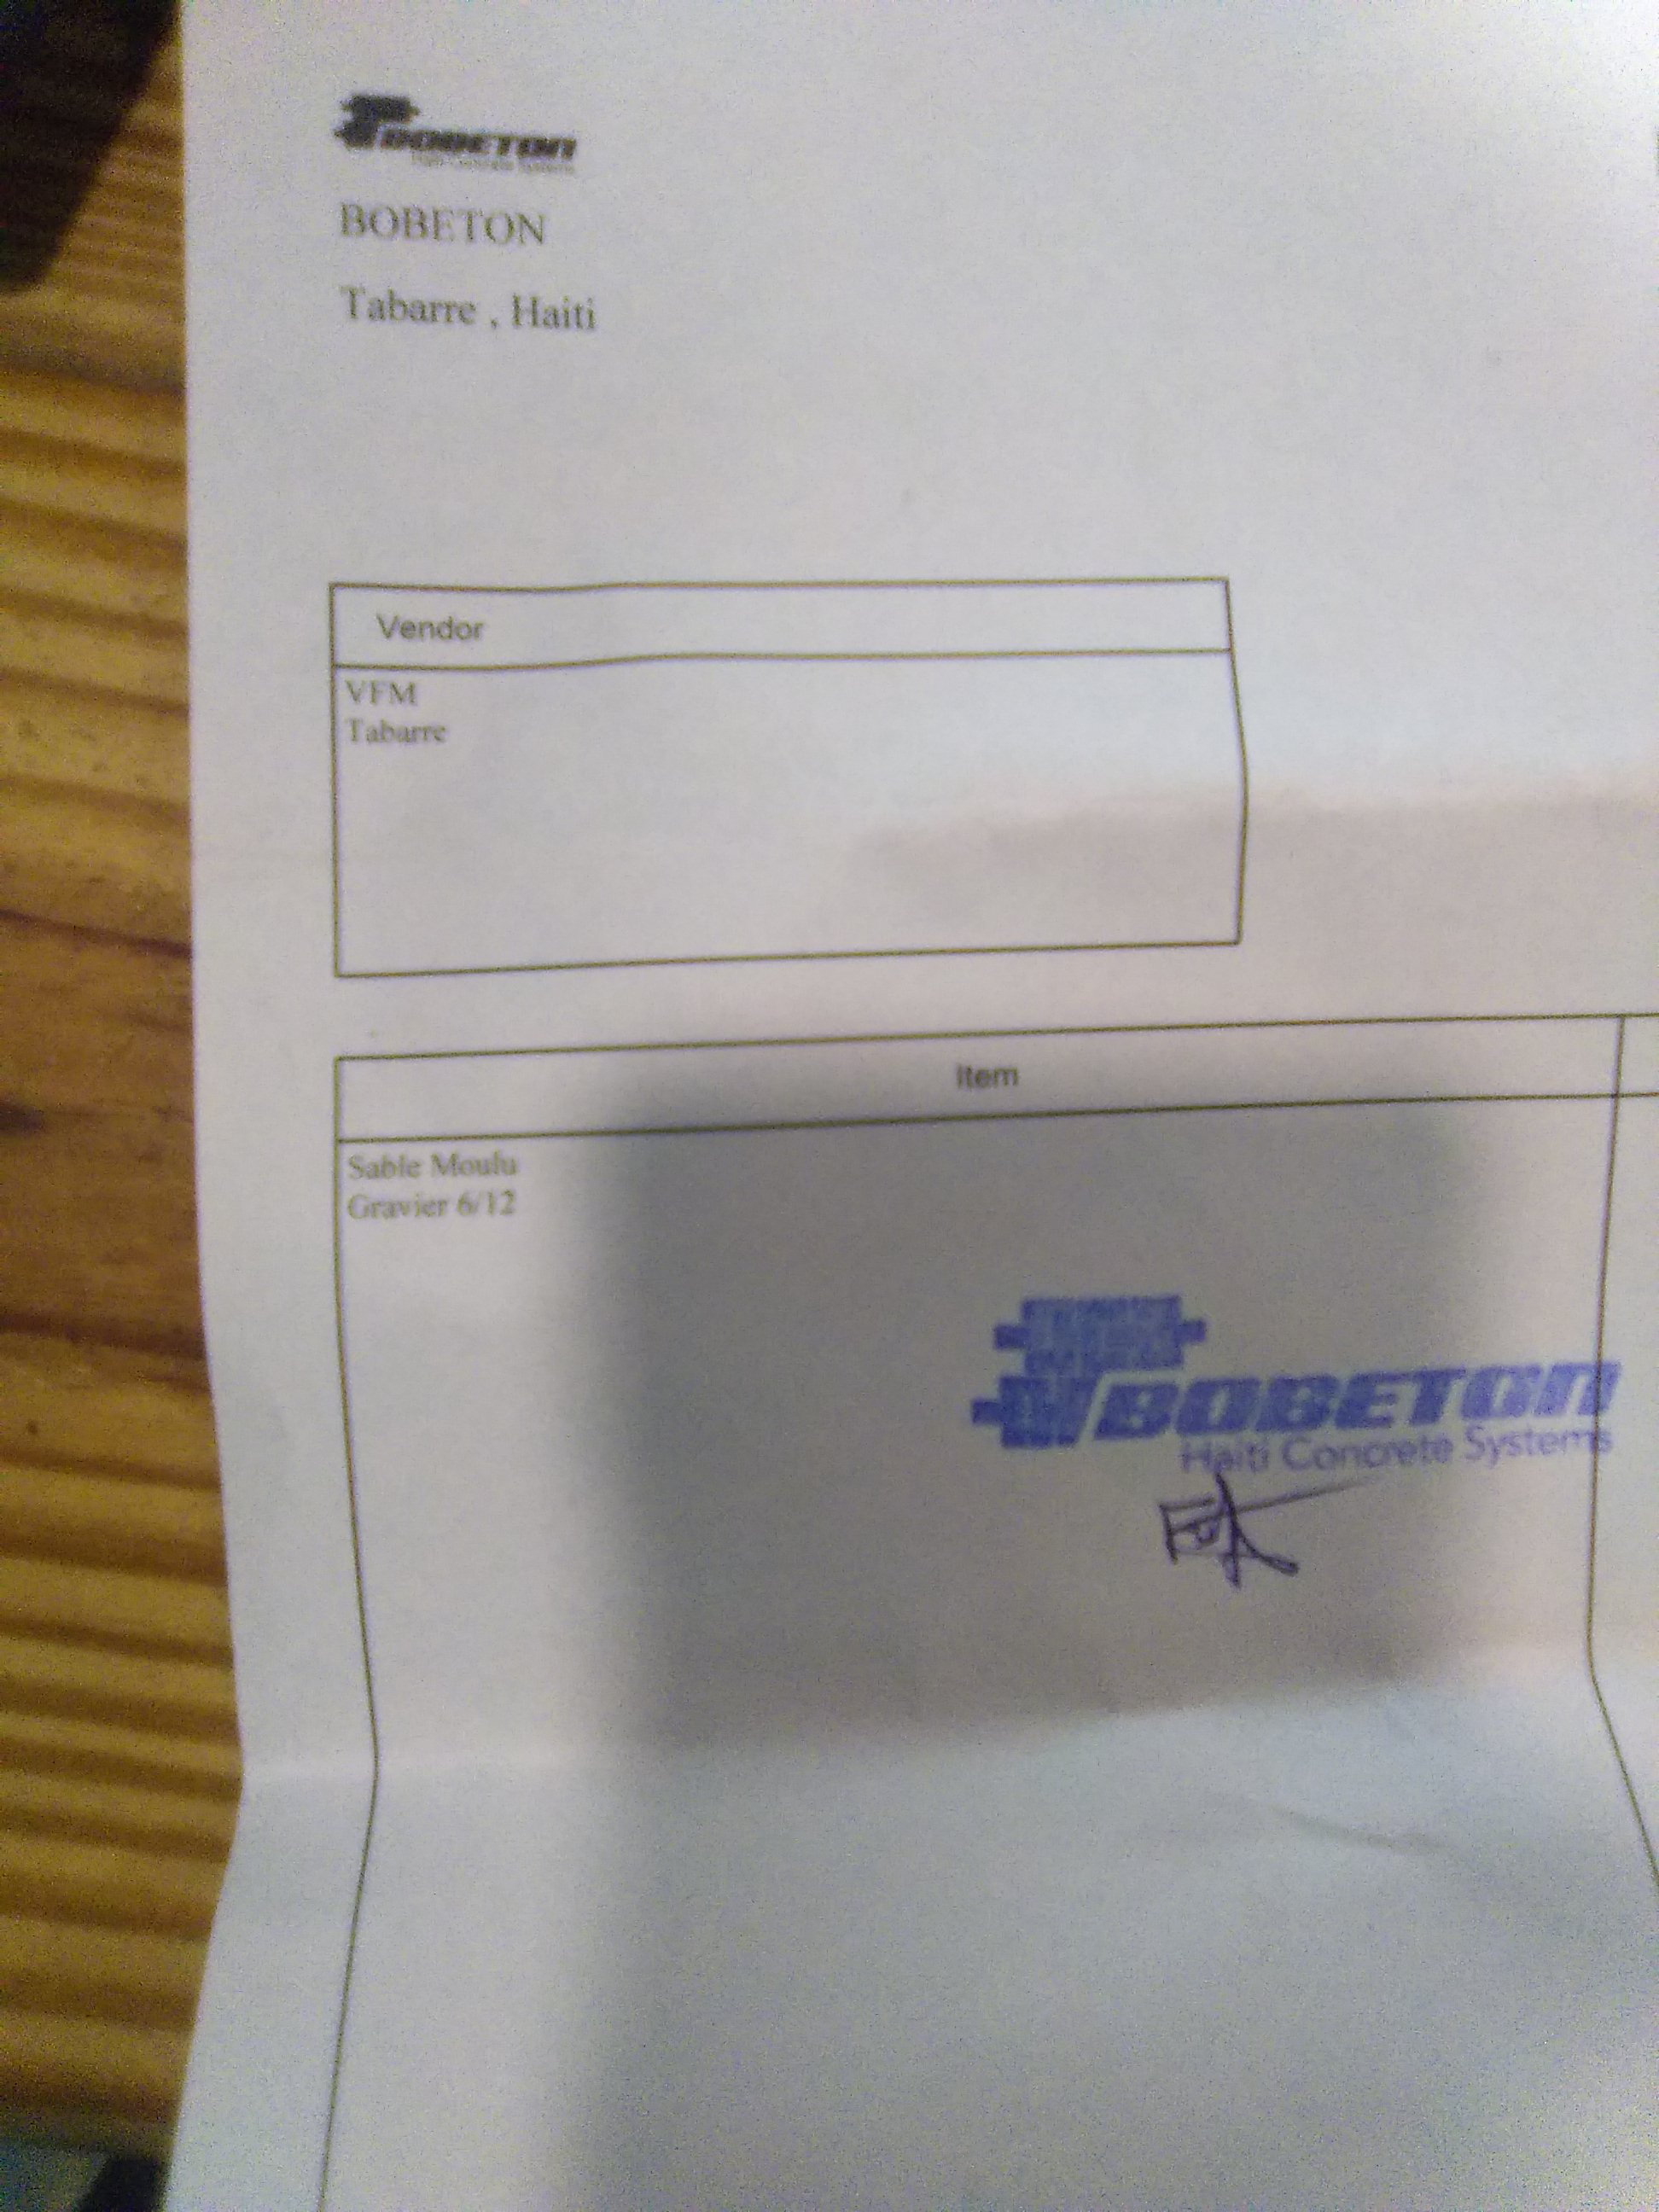 BOBETON
Haiti Concrete Systems
BOBETON
Tabarre , Haiti
Vendor
VFM
Tabarre
Item
Sable Moulu
Gravier 6/12
BOBETON
Haiti Concrete Systems